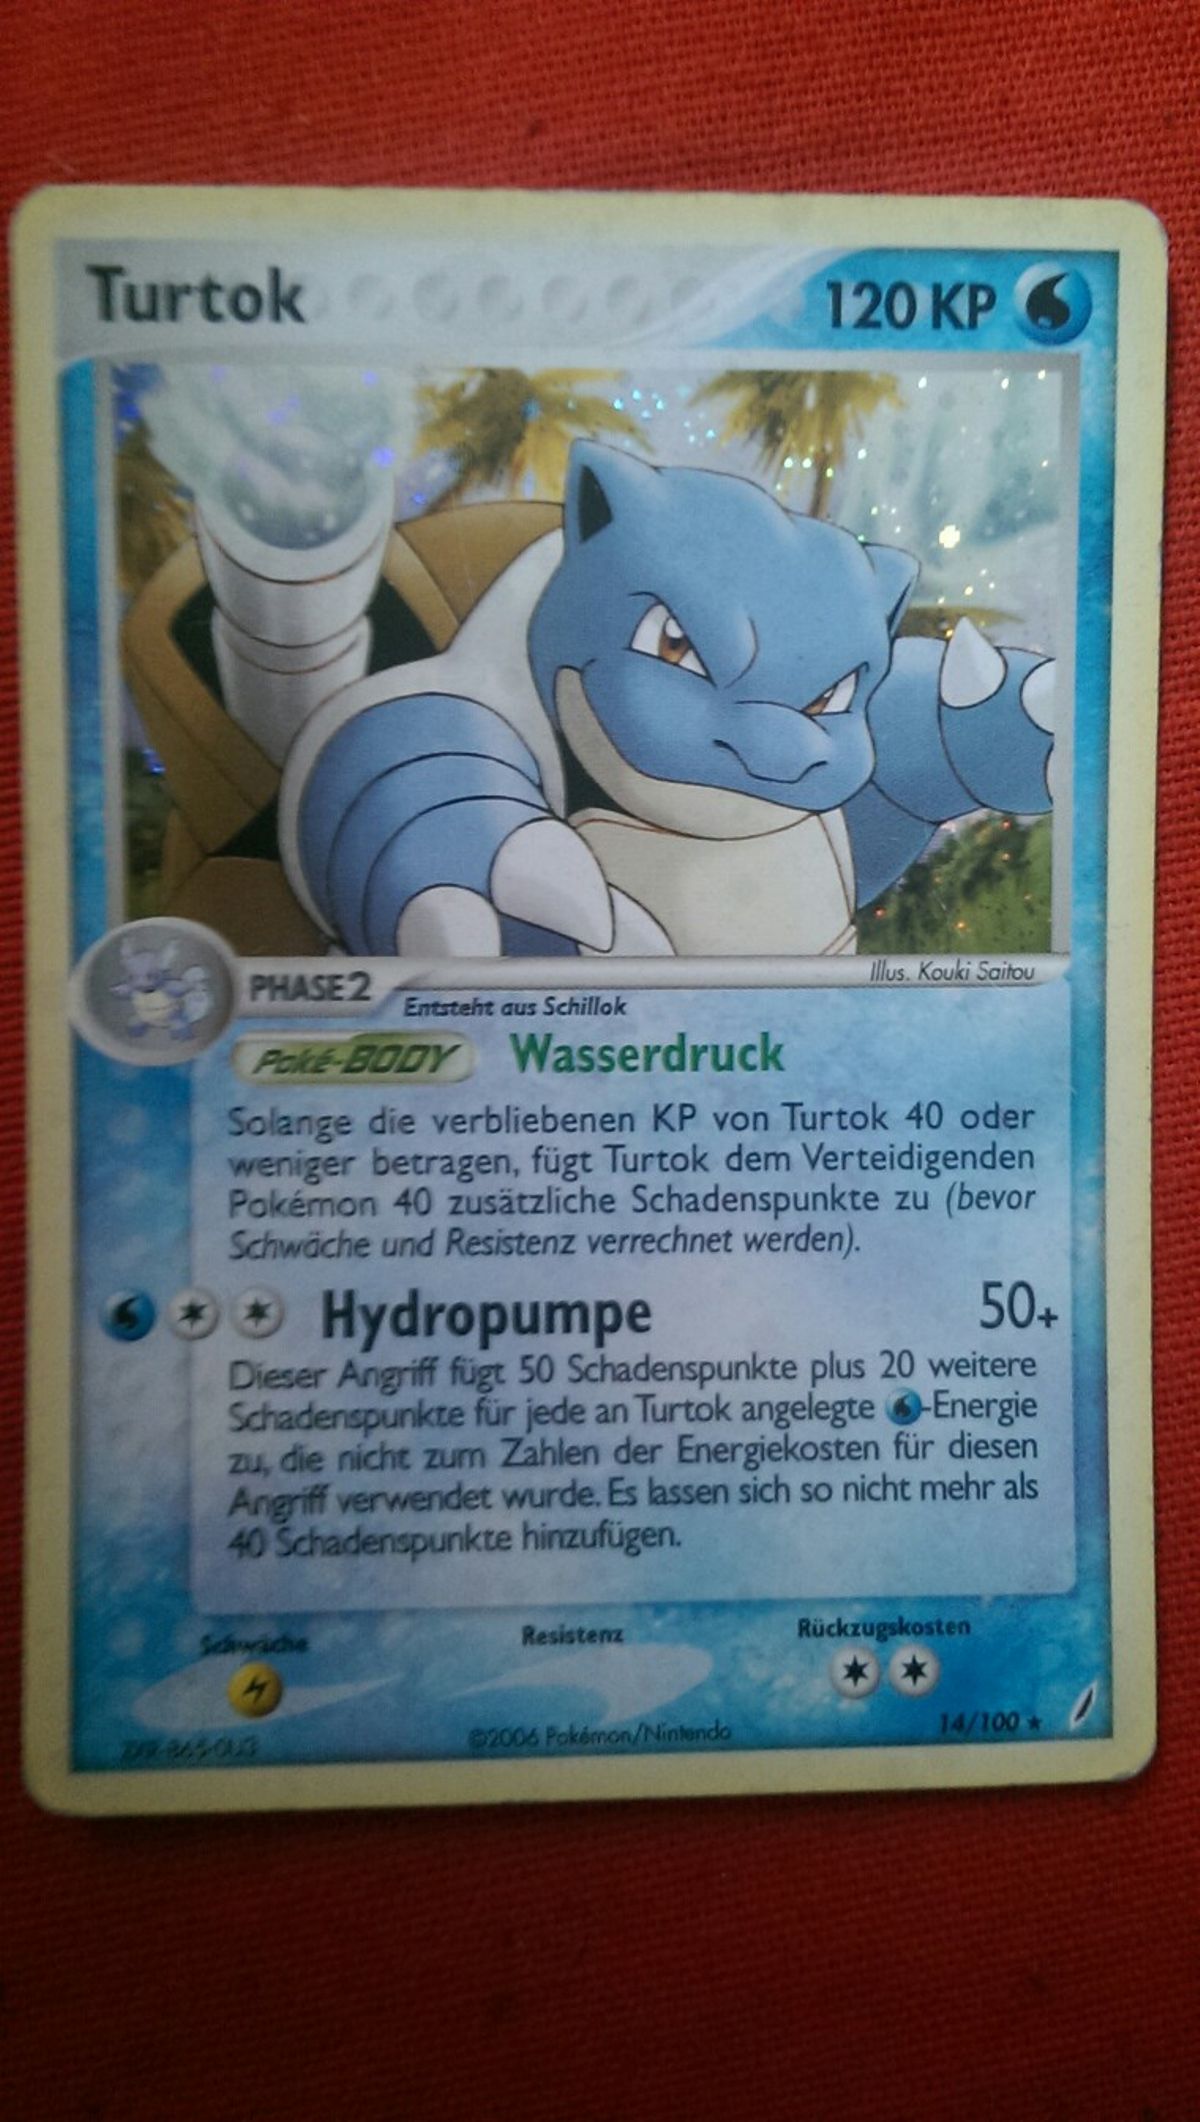 Turtok
120 KP
Illus. Kouki Saitou
PHASE 2
Entsteht aus Schillok
Poké-BODY Wasserdruck
Solange die verbliebenen KP von Turtok 40 oder
weniger betragen, fügt Turtok dem Verteidigenden
Pokémon 40 zusätzliche Schadenspunkte zu (bevor
Schwäche und Resistenz verrechnet werden).
Hydropumpe 50+
Dieser Angriff fügt 50 Schadenspunkte plus 20 weitere
Schadenspunkte für jede an Turtok angelegte -Energie
zu, die nicht zum Zahlen der Energiekosten für diesen
Angriff verwendet wurde. Es lassen sich so nicht mehr als
40 Schadenspunkte hinzufügen.
Schwäche Resistenz Rückzugskosten
©2006 Pokémon/Nintendo
14/100 ★